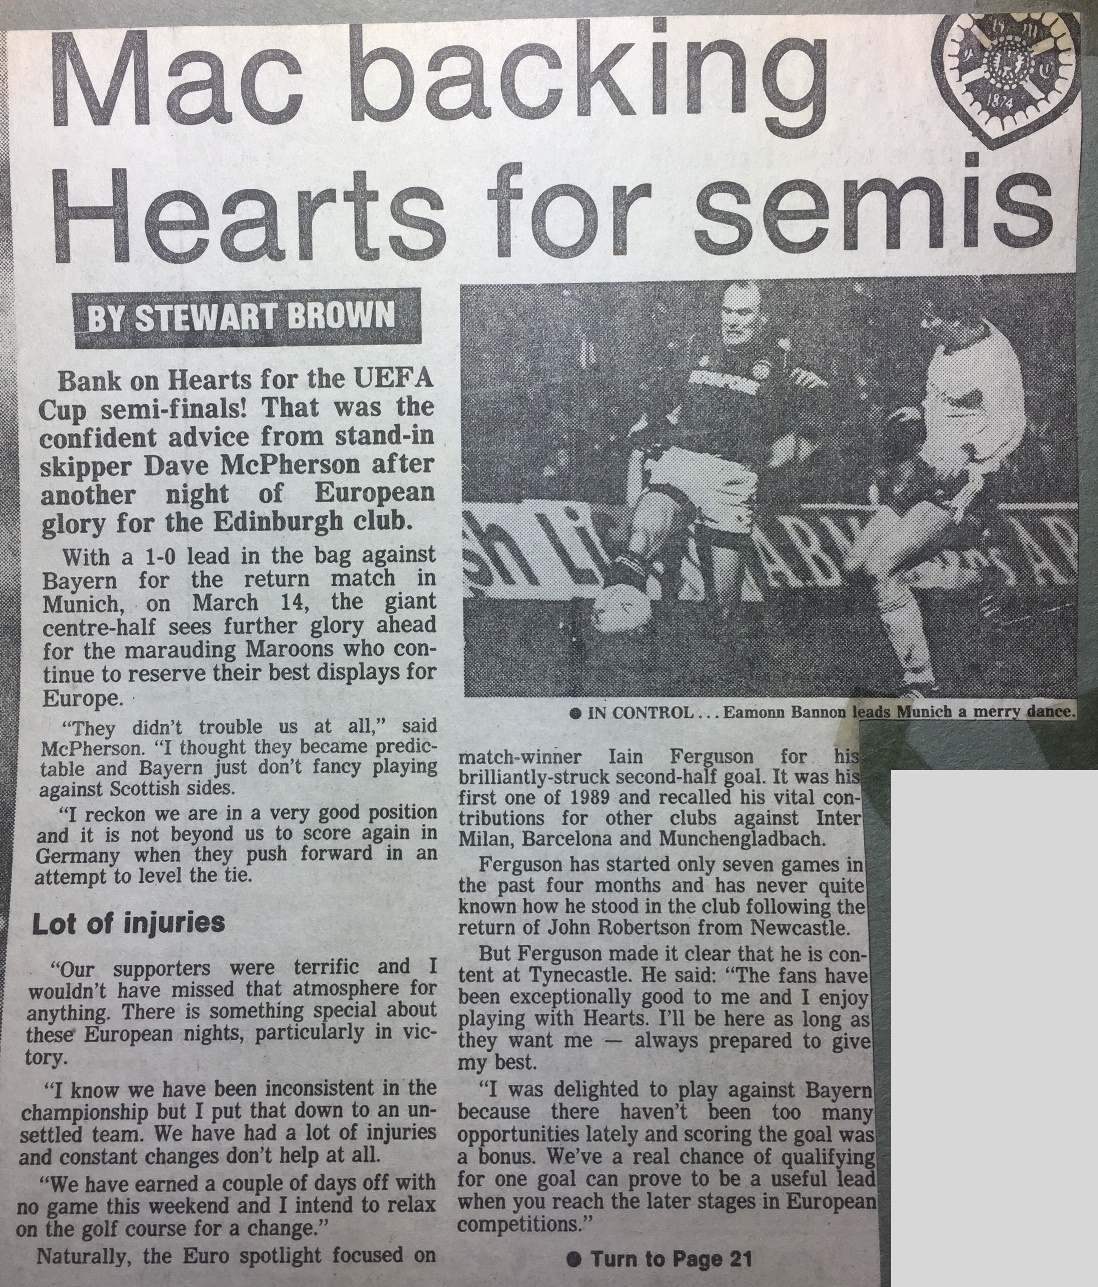 Mac backing
Hearts for semis
1874
BY STEWART BROWN
Bank on Hearts for the UEFA
Cup semi-finals! That was the
confident advice from stand-in
skipper Dave McPherson after
another night of European
glory for the Edinburgh club.
With a 1-0 lead in the bag against
Bayern for the return match in
Munich, on March 14, the giant
centre-half sees further glory ahead
for the marauding Maroons who con-
tinue to reserve their best displays for
Europe.
"They didn't trouble us at all," said
McPherson. "I thought they became predic-
table and Bayern just don't fancy playing
against Scottish sides.
"I reckon we are in a very good position
and it is not beyond us to score again in
Germany when they push forward in an
attempt to level the tie.
Lot of injuries
"Our supporters were terrific and I
wouldn't have missed that atmosphere for
anything. There is something special about
these European nights, particularly in vic-
tory.
"I know we have been inconsistent in the
championship but I put that down to an un-
settled team. We have had a lot of injuries
and constant changes don't help at all.
"We have earned a couple of days off with
no game this weekend and I intend to relax
on the golf course for a change."
Naturally, the Euro spotlight focused on
● IN CONTROL . . . Eamonn Bannon leads Munich a merry dance.
match-winner Iain Ferguson for his
brilliantly-struck second-half goal. It was his
first one of 1989 and recalled his vital con-
tributions for other clubs against Inter
Milan, Barcelona and Munchengladbach.
Ferguson has started only seven games in
the past four months and has never quite
known how he stood in the club following the
return of John Robertson from Newcastle.
But Ferguson made it clear that he is con-
tent at Tynecastle. He said: "The fans have
been exceptionally good to me and I enjoy
playing with Hearts. I'll be here as long as
they want me — always prepared to give
my best.
"I was delighted to play against Bayern
because there haven't been too many
opportunities lately and scoring the goal was
a bonus. We've a real chance of qualifying
for one goal can prove to be a useful lead
when you reach the later stages in European
competitions."
● Turn to Page 21